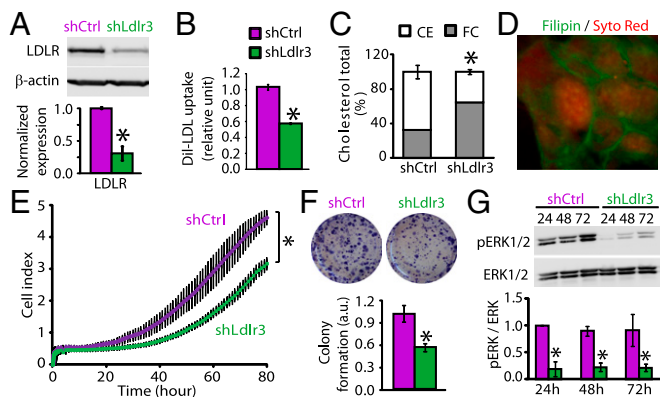 A
shCtrl shLdlr3
LDLR
β-actin
Normalized expression
1.0
0.5
0.0
*
LDLR
B
shCtrl
shLdlr3
Dil-LDL uptake
(relative unit)
1.4
1.2
1.0
0.8
0.6
0.4
0.2
0.0
*
C
CE FC
Cholesterol total
(%)
120
80
40
0
*
shCtrl shLdlr3
D
Filipin / Syto Red
E
Cell index
5
4
3
2
1
0
shCtrl
shLdlr3
*
0 20 40 60 80
Time (hour)
F
shCtrl shLdlr3
Colony
formation (a.u.)
1.2
0.9
0.6
0.3
0.0
*
G
shCtrl shLdlr3
24 48 72 24 48 72
pERK1/2
ERK1/2
pERK / ERK
1.5
1.0
0.5
0.0
* * *
24h 48h 72h